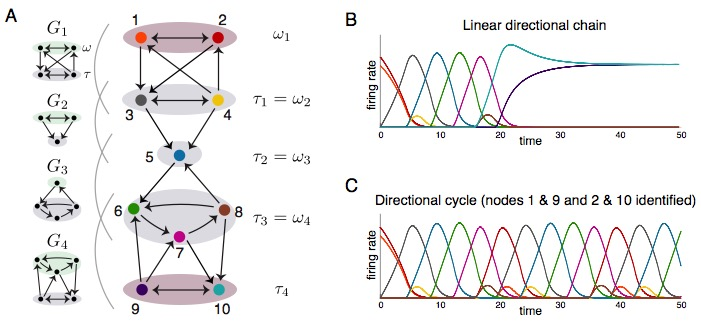 A
G₁
ω
τ
G₂
G₃
G₄
1
2
ω₁
3
4
τ₁ = ω₂
5
τ₂ = ω₃
6
8
τ₃ = ω₄
7
τ₄
9
10
B
Linear directional chain
firing rate
0
10
20
30
40
50
time
C
Directional cycle (nodes 1 & 9 and 2 & 10 identified)
firing rate
0
10
20
30
40
50
time